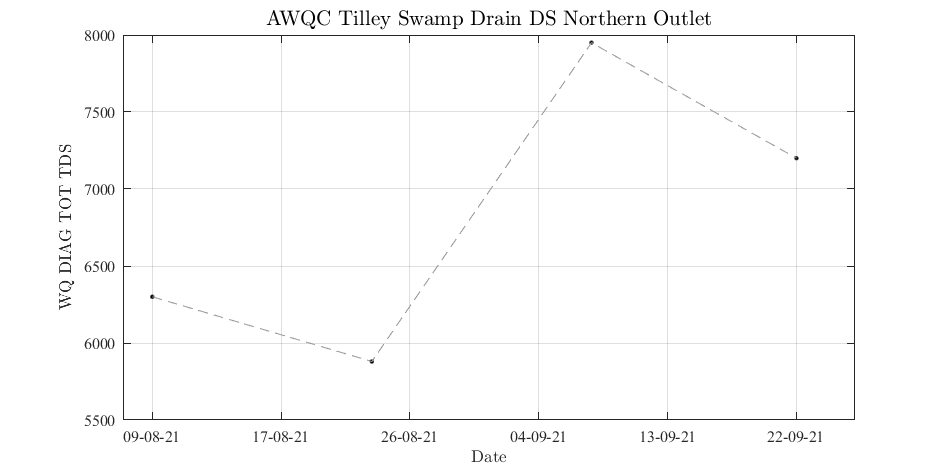 AWQC Tilley Swamp Drain DS Northern Outlet
8000
7500
7000
6500
6000
5500
WQ DIAG TOT TDS
09-08-21 17-08-21 26-08-21 04-09-21 13-09-21 22-09-21
Date